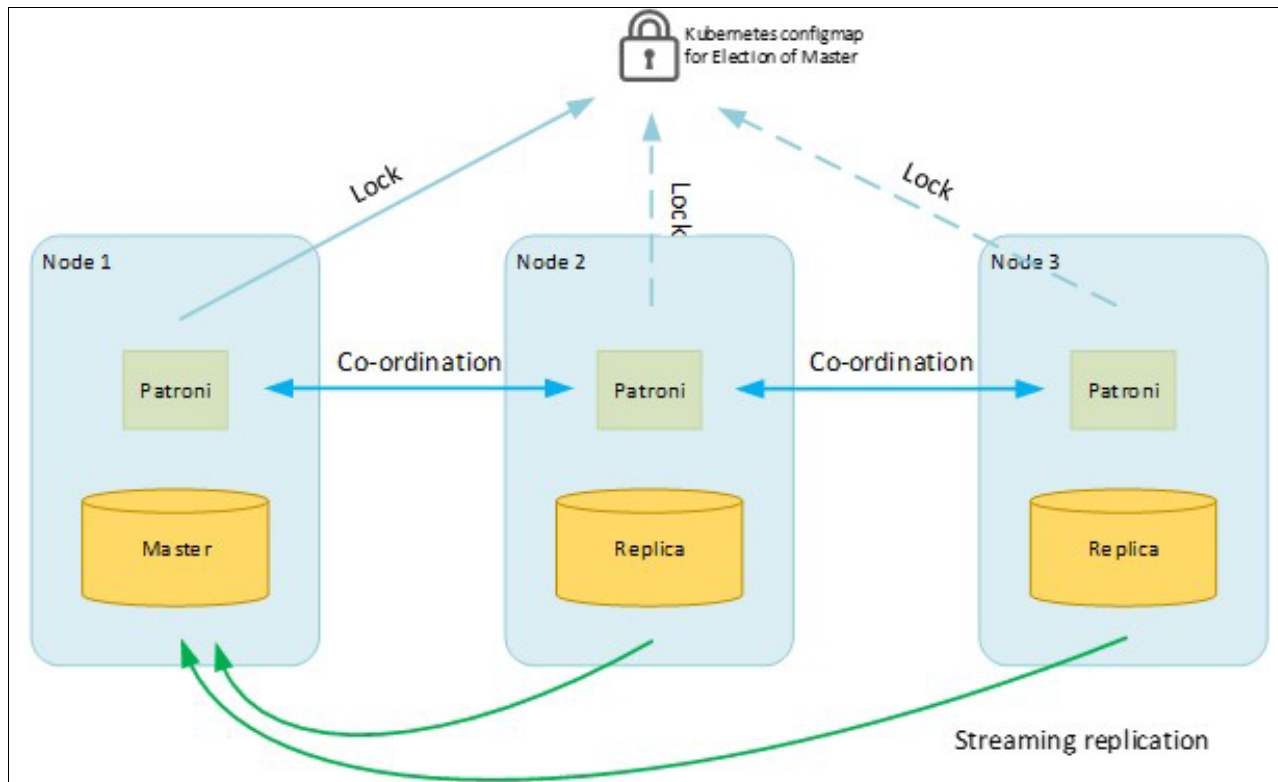 Kubernetes configmap
for Election of Master
Lock
Lock
Lock
Node 1
Node 2
Node 3
Co-ordination
Co-ordination
Patroni
Patroni
Patroni
Master
Replica
Replica
Streaming replication